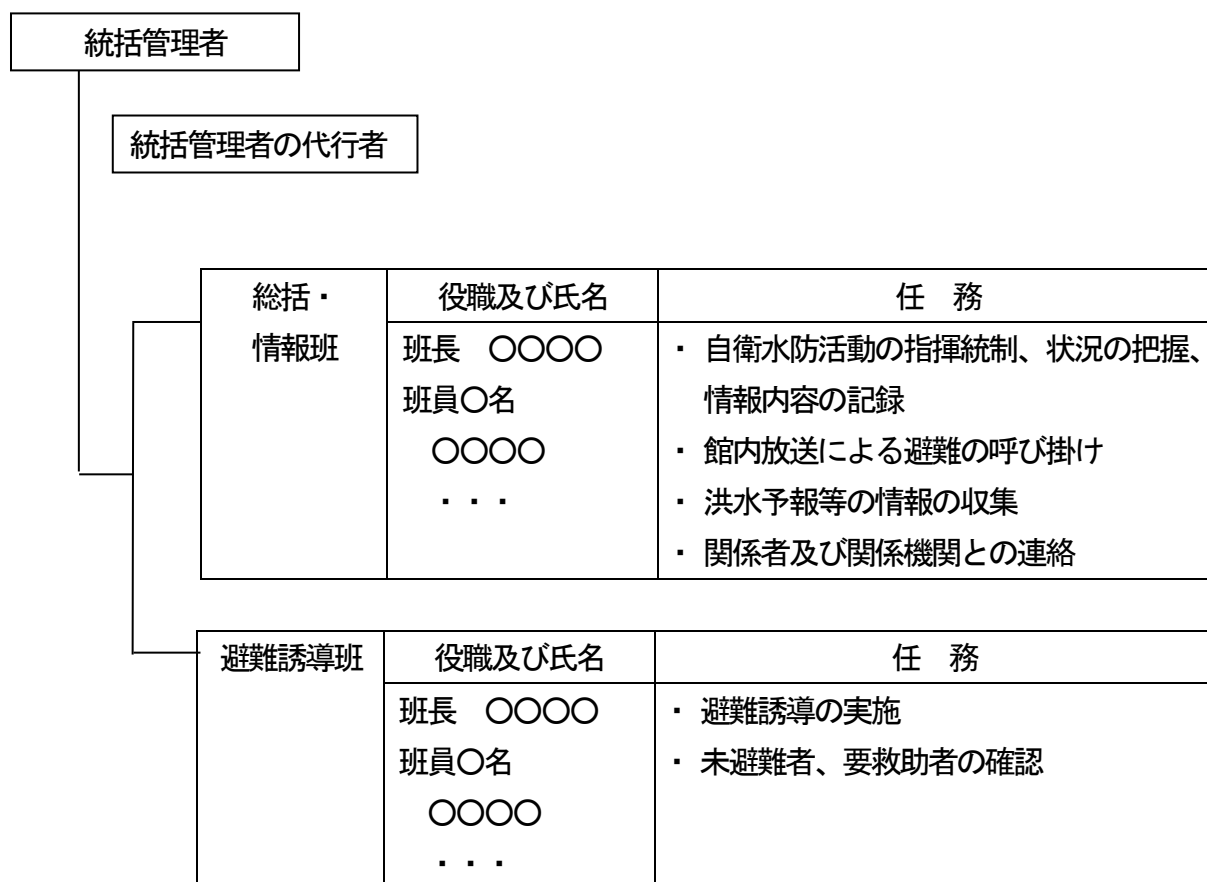 統括管理者
統括管理者の代行者
総括・ 役職及び氏名 任 務
情報班 班長 〇〇〇〇 ・ 自衛水防活動の指揮統制、状況の把握、
班員〇名 情報内容の記録
〇〇〇〇 ・ 館内放送による避難の呼び掛け
・・・ ・ 洪水予報等の情報の収集
・ 関係者及び関係機関との連絡
避難誘導班 役職及び氏名 任 務
班長 〇〇〇〇 ・ 避難誘導の実施
班員〇名 ・ 未避難者、要救助者の確認
〇〇〇〇
・・・